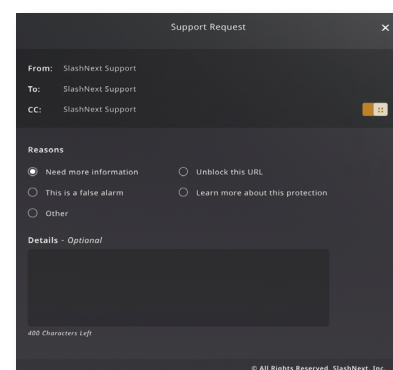 Support Request
From: SlashNext Support
To: SlashNext Support
CC: SlashNext Support
Reasons
Need more information
Unblock this URL
This is a false alarm
Learn more about this protection
Other
Details - Optional
400 Characters Left
© All Rights Reserved. SlashNext, Inc.